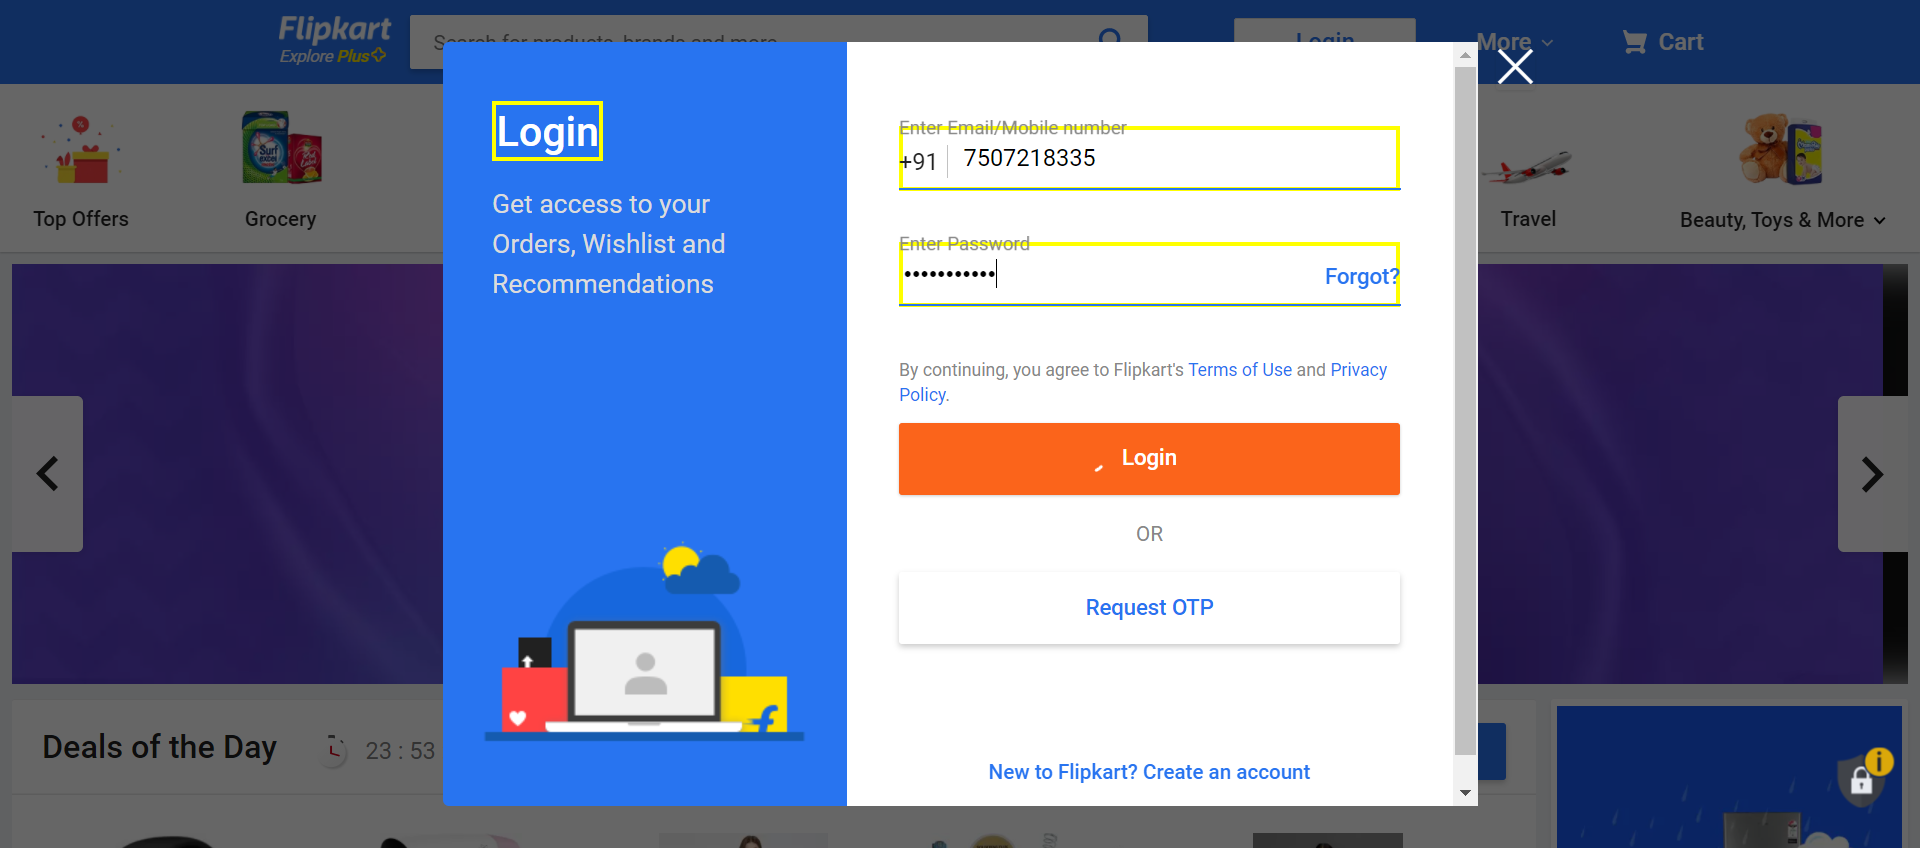 Flipkart
Explore Plus
Search for products, brands and more
Login
More
Cart
Top Offers
Grocery
Travel
Beauty, Toys & More
Login
Get access to your
Orders, Wishlist and
Recommendations
Enter Email/Mobile number
+91 7507218335
Enter Password
•••••••••••
Forgot?
By continuing, you agree to Flipkart's Terms of Use and Privacy
Policy.
Login
OR
Request OTP
New to Flipkart? Create an account
Deals of the Day
23 : 53